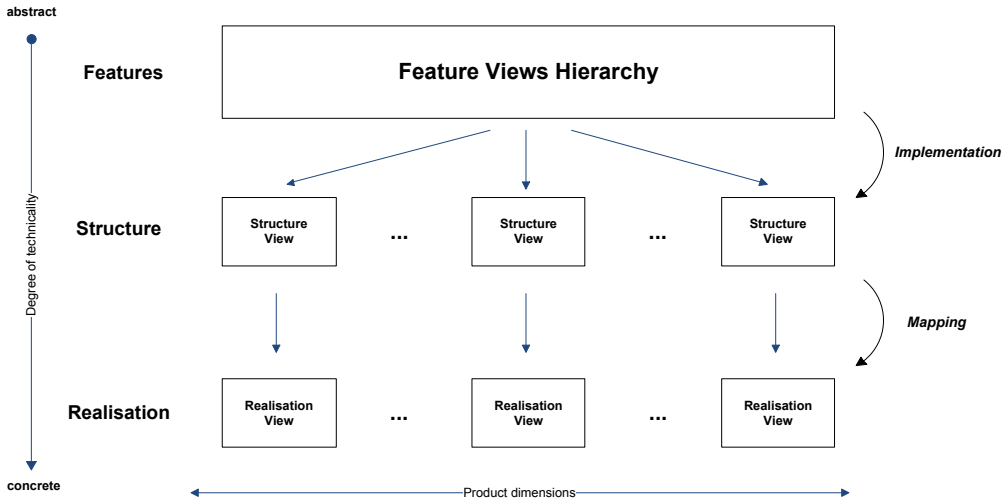 abstract
Features
Feature Views Hierarchy
Implementation
Degree of technicality
Structure
Structure
View
...
Structure
View
...
Structure
View
Mapping
Realisation
Realisation
View
...
Realisation
View
...
Realisation
View
concrete
Product dimensions